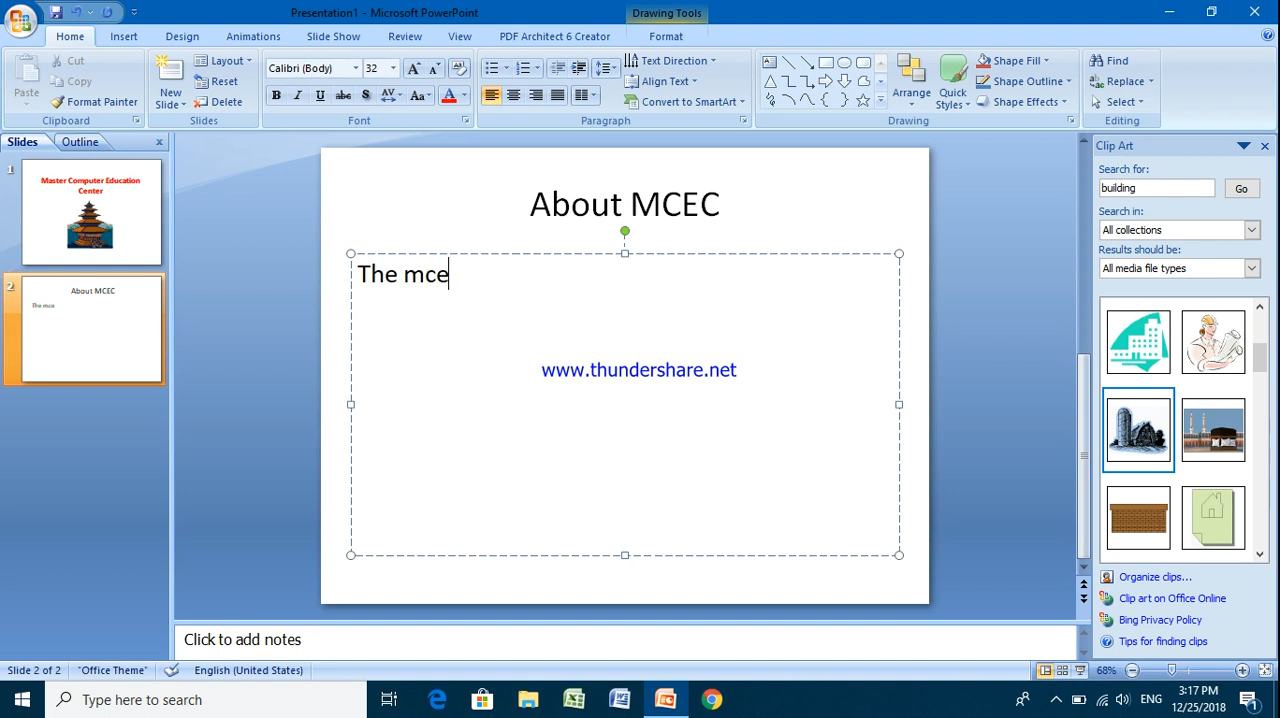 Presentation1 - Microsoft PowerPoint
Drawing Tools
Home
Insert
Design
Animations
Slide Show
Review
View
PDF Architect 6 Creator
Format
Paste
Cut
Copy
Format Painter
Clipboard
New Slide
Layout
Reset
Delete
Slides
Calibri (Body)
32
Font
Text Direction
Align Text
Convert to SmartArt
Paragraph
Arrange
Quick Styles
Shape Fill
Shape Outline
Shape Effects
Drawing
Find
Replace
Select
Editing
Slides
Outline
1
Master Computer Education
Center
2
About MCEC
The mce
About MCEC
The mce
www.thundershare.net
Click to add notes
Clip Art
Search for:
building
Go
Search in:
All collections
Results should be:
All media file types
Organize clips...
Clip art on Office Online
Bing Privacy Policy
Tips for finding clips
Slide 2 of 2
"Office Theme"
English (United States)
68%
Type here to search
ENG
3:17 PM
12/25/2018
1